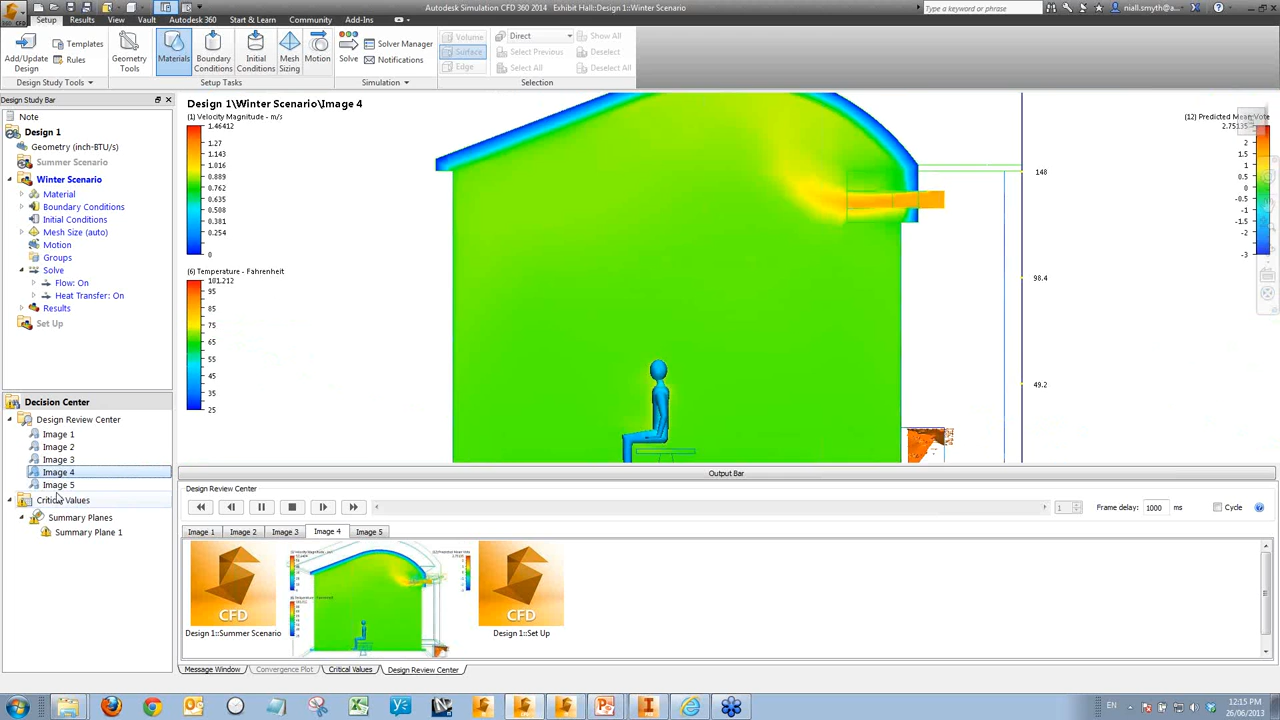 Autodesk Simulation CFD 360 2014 Exhibit Hall::Design 1::Winter Scenario
Type a keyword or phrase
niall.smyth@a...
Setup Results View Vault Autodesk 360 Start & Learn Community Add-Ins
Add/Update Design
Templates
Rules
Geometry Tools
Materials
Boundary Conditions
Initial Conditions
Mesh Sizing
Motion
Solve
Solver Manager
Notifications
Volume
Surface
Edge
Direct
Select Previous
Select All
Show All
Deselect
Deselect All
Design Study Tools
Setup Tasks
Simulation
Selection
Design Study Bar
Note
Design 1
Geometry (inch-BTU/s)
Summer Scenario
Winter Scenario
Material
Boundary Conditions
Initial Conditions
Mesh Size (auto)
Motion
Groups
Solve
Flow: On
Heat Transfer: On
Results
Set Up
Decision Center
Design Review Center
Image 1
Image 2
Image 3
Image 4
Image 5
Critical Values
Summary Planes
Summary Plane 1
Design 1\Winter Scenario\Image 4
(1) Velocity Magnitude - m/s
1.46412
1.27
1.143
1.016
0.889
0.762
0.635
0.508
0.381
0.254
0
(6) Temperature - Fahrenheit
101.212
95
85
75
65
55
45
35
25
(12) Predicted Mean Vote
2.75135
2
1.5
1
0.5
0
-0.5
-1
-1.5
-2
-3
148
98.4
49.2
Output Bar
Design Review Center
Frame delay: 1000 ms
Cycle
Image 1 Image 2 Image 3 Image 4 Image 5
CFD
CFD
Design 1::Summer Scenario
Design 1::Set Up
Message Window Convergence Plot Critical Values Design Review Center
EN
12:15 PM
26/06/2013